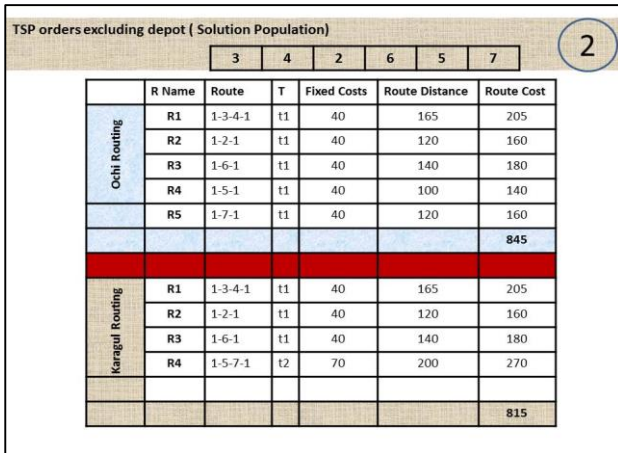 TSP orders excluding depot ( Solution Population)
2
3 4 2 6 5 7
R Name Route T Fixed Costs Route Distance Route Cost
Ochi Routing
R1 1-3-4-1 t1 40 165 205
R2 1-2-1 t1 40 120 160
R3 1-6-1 t1 40 140 180
R4 1-5-1 t1 40 100 140
R5 1-7-1 t1 40 120 160
845
Karagul Routing
R1 1-3-4-1 t1 40 165 205
R2 1-2-1 t1 40 120 160
R3 1-6-1 t1 40 140 180
R4 1-5-7-1 t2 70 200 270
815